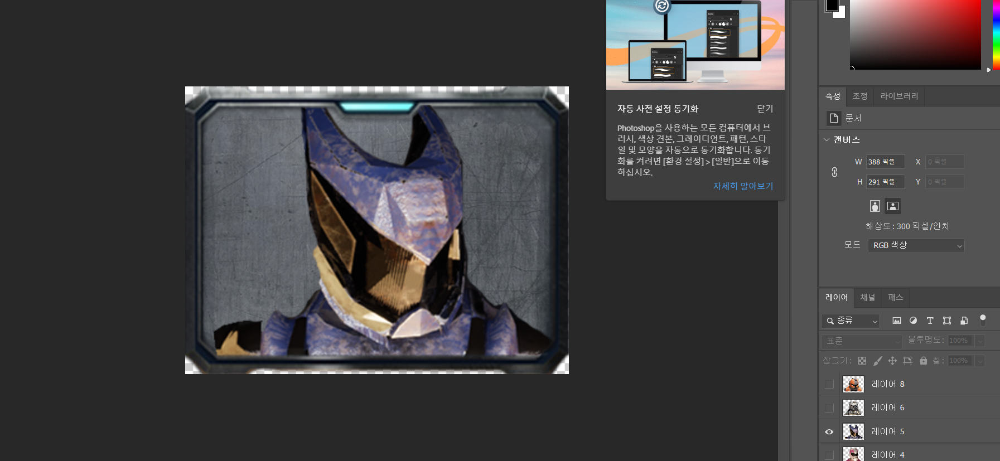 자동 사전 설정 동기화 닫기
Photoshop을 사용하는 모든 컴퓨터에서 브
러시, 색상 견본, 그레이디언트, 패턴, 스타
일 및 모양을 자동으로 동기화합니다. 동기
화를 켜려면 [환경 설정] > [일반]으로 이동
하십시오.
자세히 알아보기
속성 조정 라이브러리
문서
캔버스
W 388 픽셀 X 0 픽셀
H 291 픽셀 Y 0 픽셀
해상도: 300 픽셀/인치
모드 RGB 색상
레이어 채널 패스
종류
표준 불투명도: 100%
잠그기: 칠: 100%
레이어 8
레이어 6
레이어 5
레이어 4